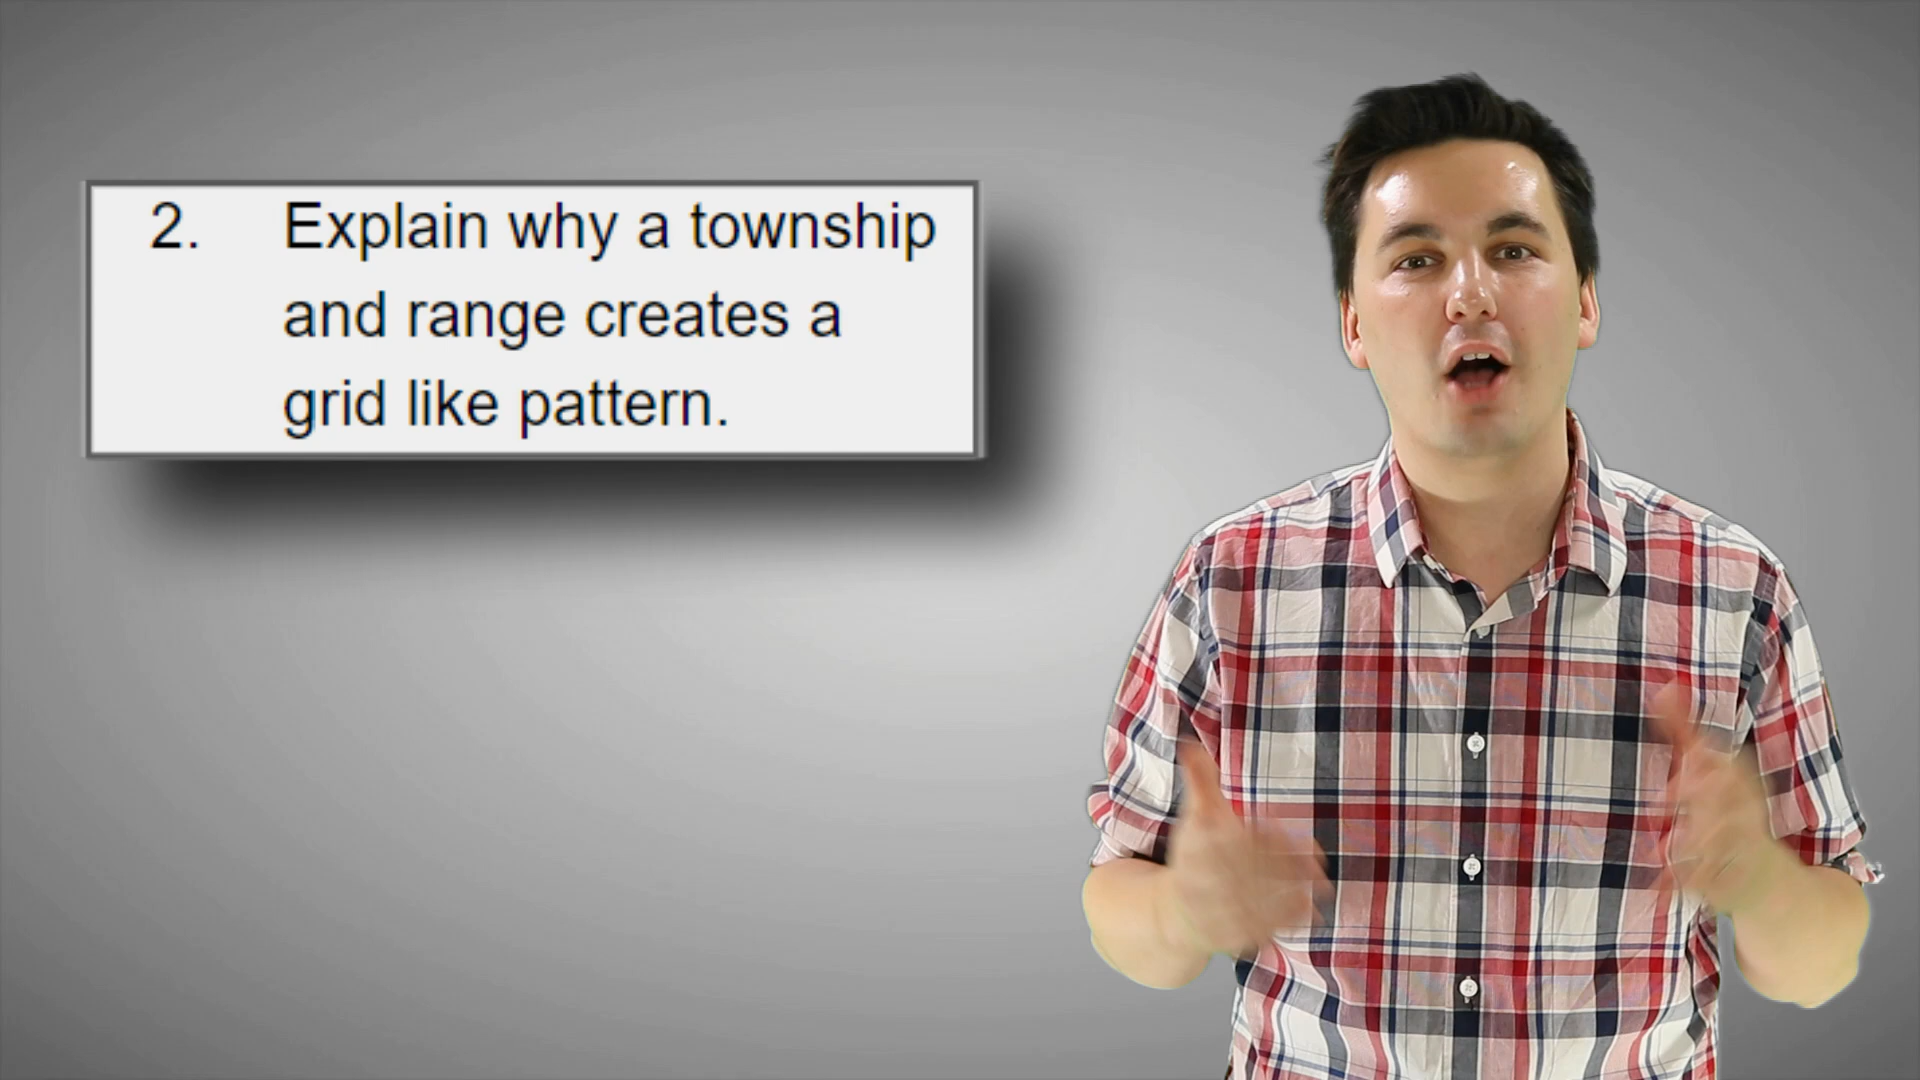 2. Explain why a township
and range creates a
grid like pattern.